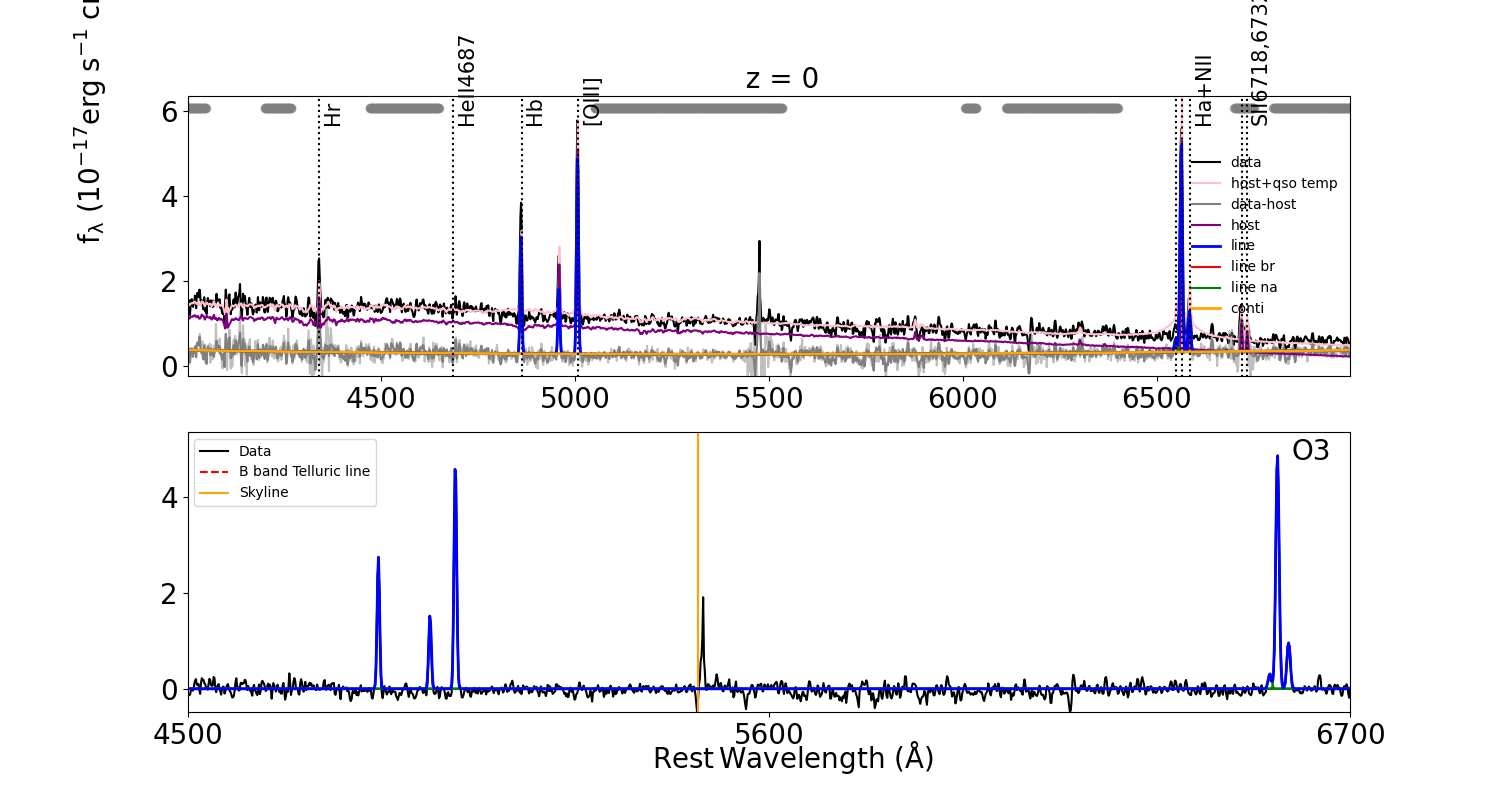 z = 0
f_λ (10^−17 erg s^−1
Hr
HeII4687
Hb
[OIII]
Ha+NII
SII6718,6732
6
4
2
0
data
host+qso temp
data-host
host
line
line br
line na
conti
4500
5000
5500
6000
6500
Data
B band Telluric line
Skyline
O3
4
2
0
4500
5600
6700
Rest Wavelength (Å)